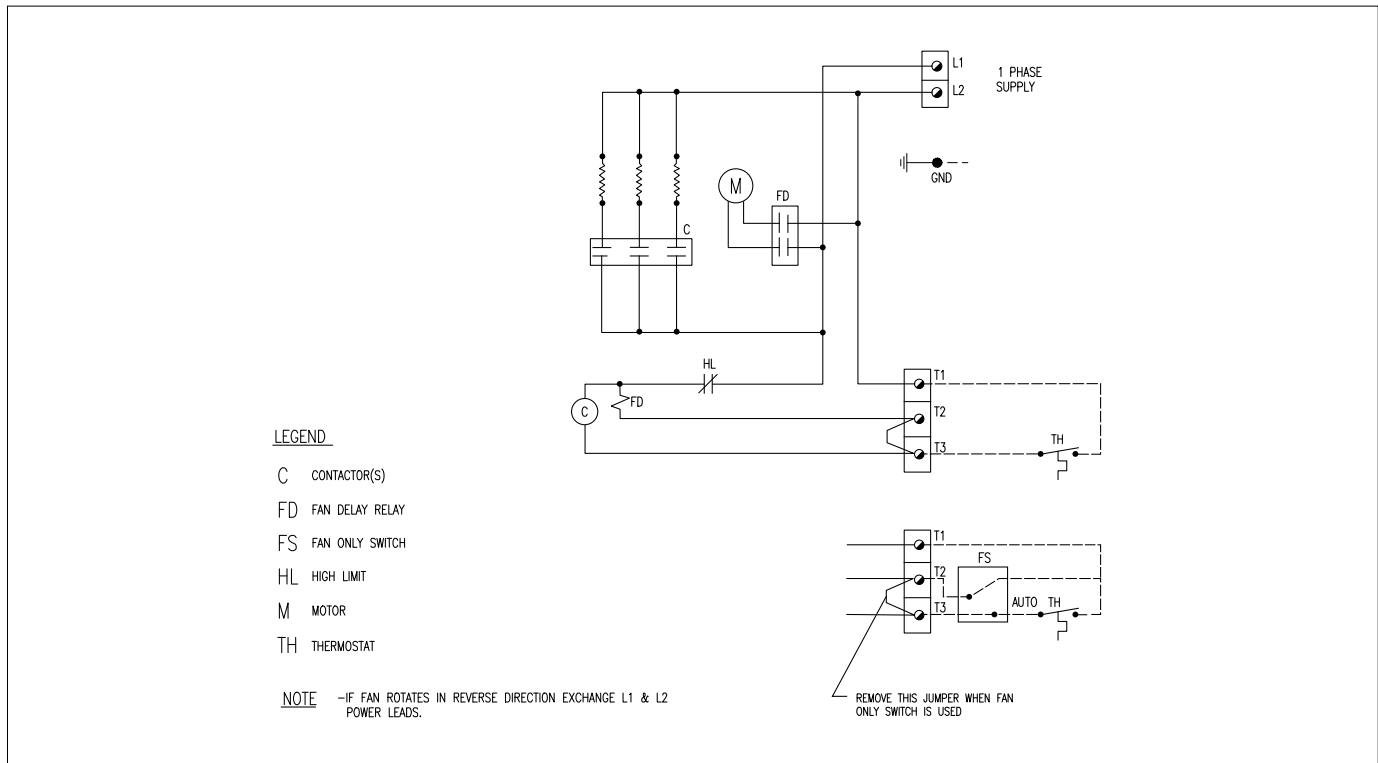 L1
1 PHASE
SUPPLY
L2
GND
M
FD
C
HL
T1
FD
C
T2
T3
TH
LEGEND
C CONTACTOR(S)
FD FAN DELAY RELAY
FS FAN ONLY SWITCH
HL HIGH LIMIT
M MOTOR
TH THERMOSTAT
T1
FS
T2
T3
AUTO TH
NOTE -IF FAN ROTATES IN REVERSE DIRECTION EXCHANGE L1 & L2
POWER LEADS.
REMOVE THIS JUMPER WHEN FAN
ONLY SWITCH IS USED